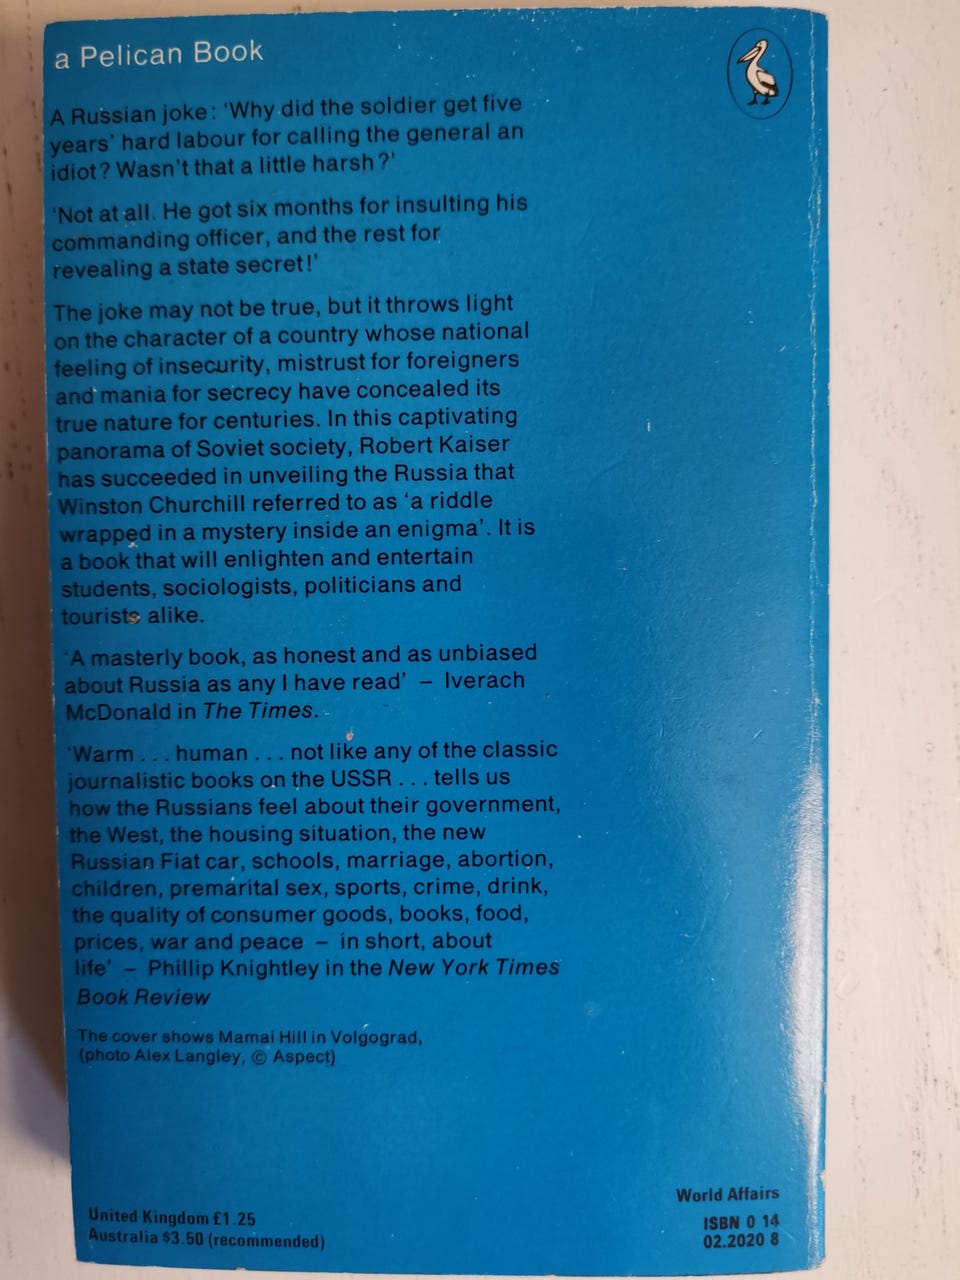 a Pelican Book
A Russian joke: ‘Why did the soldier get five
years’ hard labour for calling the general an
idiot? Wasn’t that a little harsh?’
‘Not at all. He got six months for insulting his
commanding officer, and the rest for
revealing a state secret!’
The joke may not be true, but it throws light
on the character of a country whose national
feeling of insecurity, mistrust for foreigners
and mania for secrecy have concealed its
true nature for centuries. In this captivating
panorama of Soviet society, Robert Kaiser
has succeeded in unveiling the Russia that
Winston Churchill referred to as ‘a riddle
wrapped in a mystery inside an enigma’. It is
a book that will enlighten and entertain
students, sociologists, politicians and
tourists alike.
‘A masterly book, as honest and as unbiased
about Russia as any I have read’ – Iverach
McDonald in The Times.
‘Warm . . . human . . . not like any of the classic
journalistic books on the USSR . . . tells us
how the Russians feel about their government,
the West, the housing situation, the new
Russian Fiat car, schools, marriage, abortion,
children, premarital sex, sports, crime, drink,
the quality of consumer goods, books, food,
prices, war and peace – in short, about
life’ – Phillip Knightley in the New York Times
Book Review
The cover shows Mamai Hill in Volgograd,
(photo Alex Langley, © Aspect)
United Kingdom £1.25
Australia $3.50 (recommended)
World Affairs
ISBN 0 14
02.2020 8